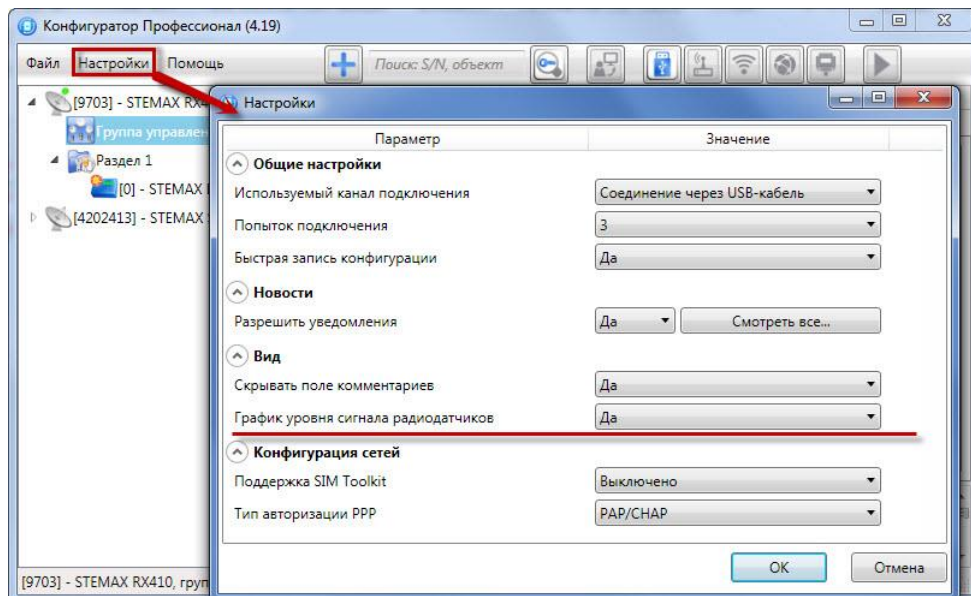 Конфигуратор Профессионал (4.19)
Файл Настройки Помощь
Поиск: S/N, объект
[9703] - STEMAX
Группа
Раздел 1
[0] - STEMAX
[4202413] - STEMAX
Настройки
Параметр Значение
Общие настройки
Используемый канал подключения Соединение через USB-кабель
Попыток подключения 3
Быстрая запись конфигурации Да
Новости
Разрешить уведомления Да Смотреть все...
Вид
Скрывать поле комментариев Да
График уровня сигнала радиодатчиков Да
Конфигурация сетей
Поддержка SIM Toolkit Выключено
Тип авторизации PPP PAP/CHAP
OK Отмена
[9703] - STEMAX RX410,